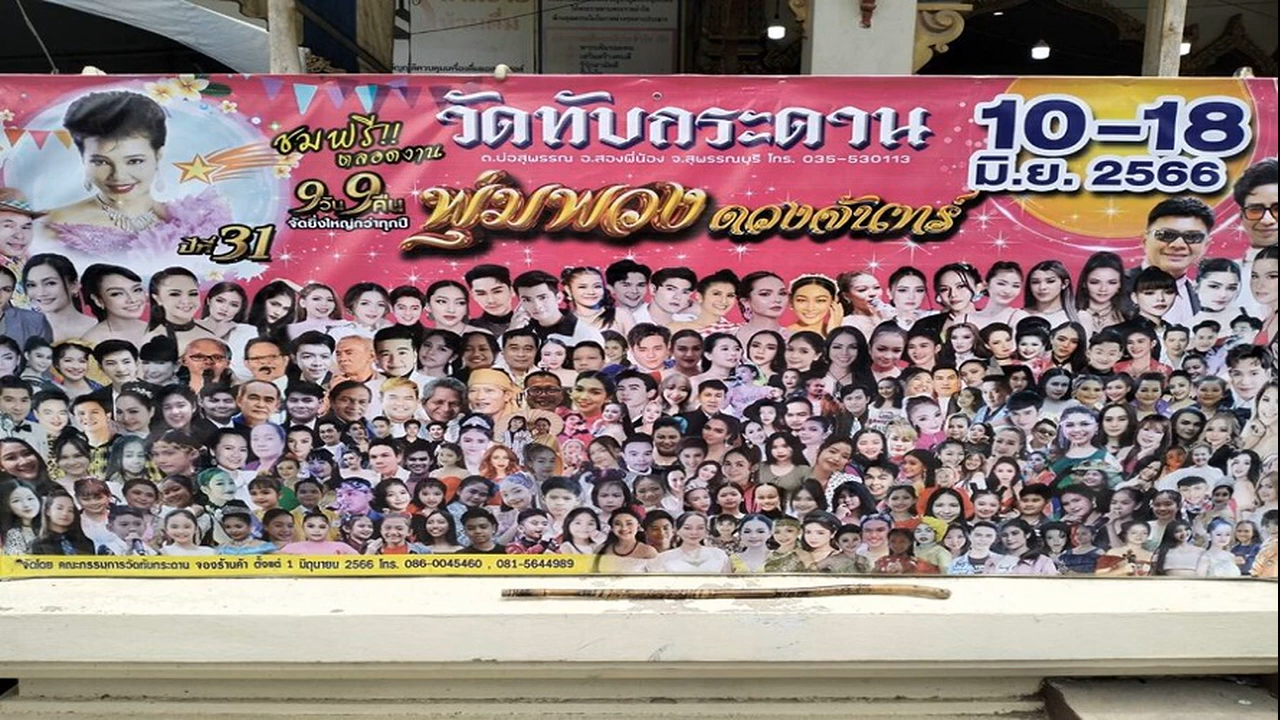 ชมฟรี!!
ตลอดงาน
วัดทับกระดาน
ต.บ่อสุพรรณ อ.สองพี่น้อง จ.สุพรรณบุรี โทร. 035-530113
10-18
มิ.ย. 2566
9วัน 9คืน
จัดยิ่งใหญ่กว่าทุกปี
พุ่มพวง ดวงจันทร์
ปีที่ 31
จัดโดย คณะกรรมการวัดทับกระดาน จองร้านค้า ตั้งแต่ 1 มิถุนายน 2566 โทร. 086-0045460 , 081-5644989